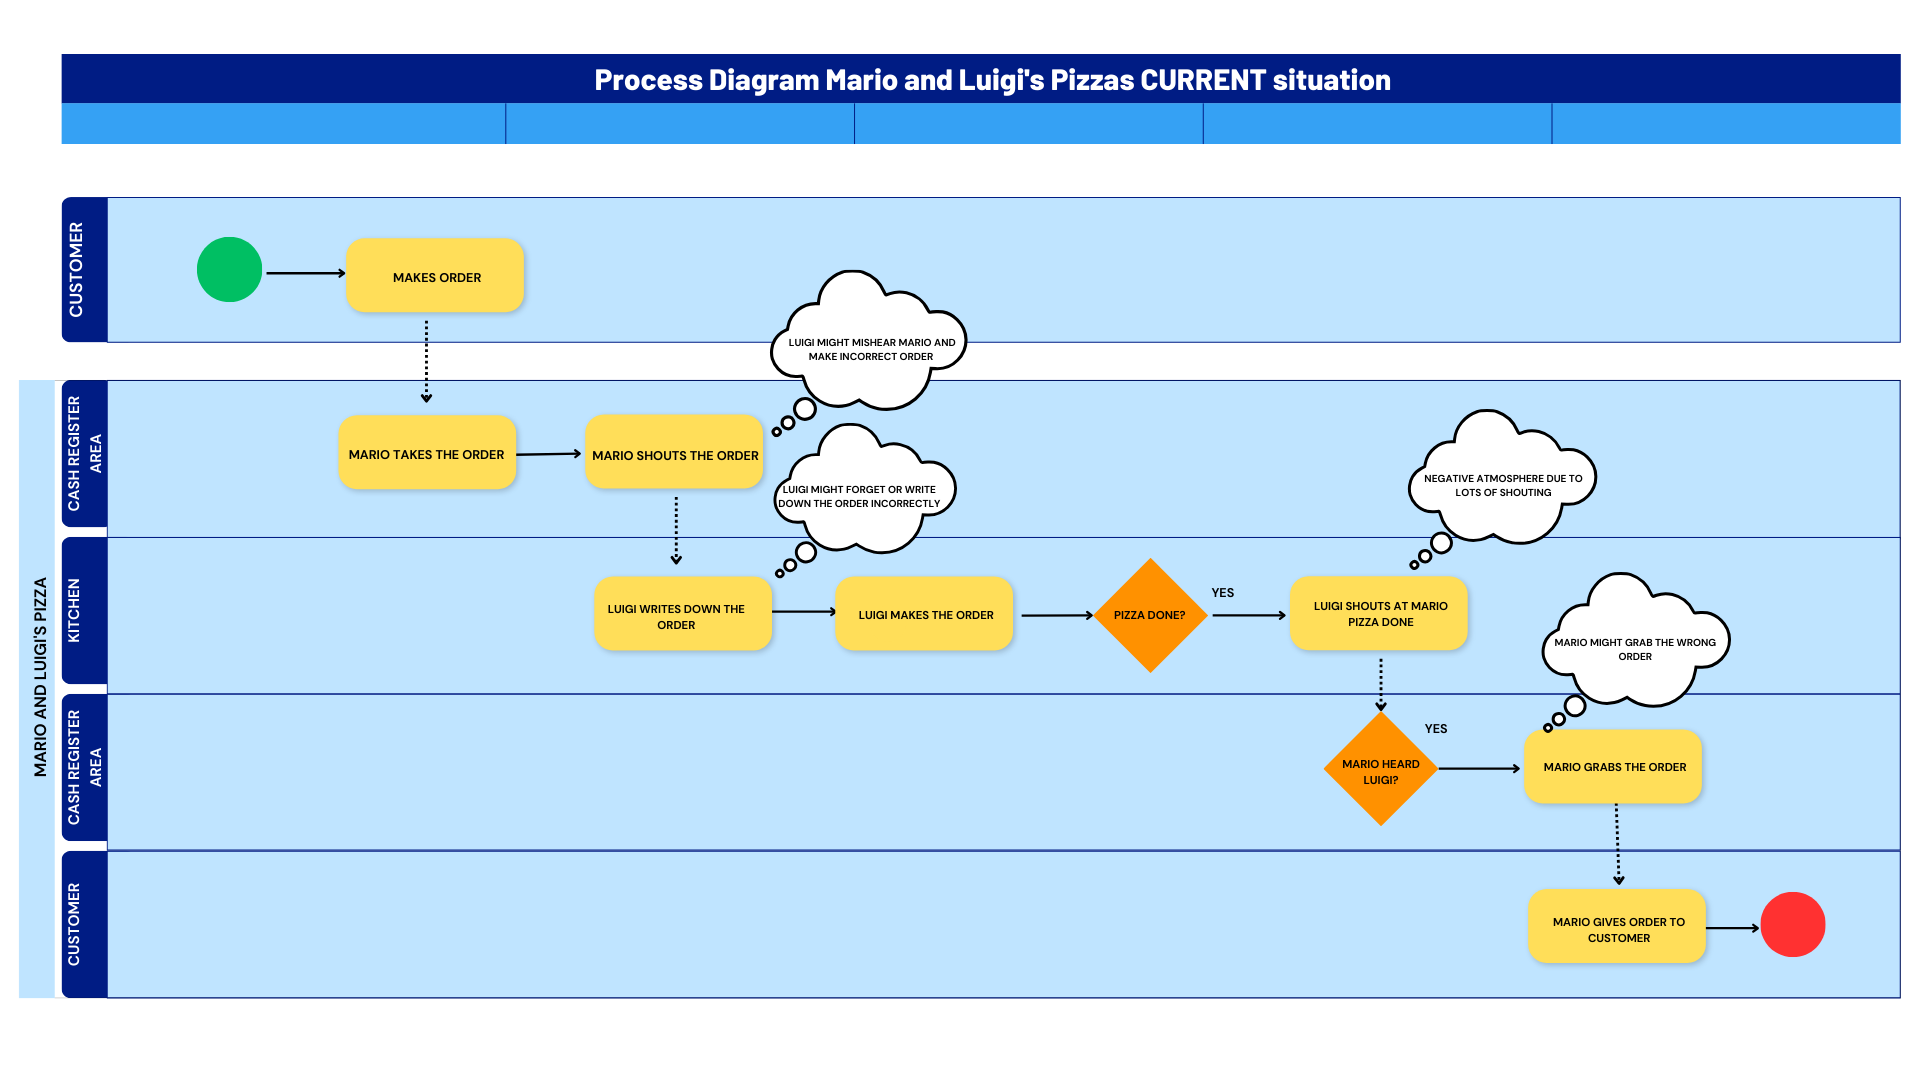 Process Diagram Mario and Luigi's Pizzas CURRENT situation
CUSTOMER
MAKES ORDER
LUIGI MIGHT MISHEAR MARIO AND
MAKE INCORRECT ORDER
MARIO AND LUIGI'S PIZZA
CASH REGISTER
AREA
MARIO TAKES THE ORDER
MARIO SHOUTS THE ORDER
LUIGI MIGHT FORGET OR WRITE
DOWN THE ORDER INCORRECTLY
NEGATIVE ATMOSPHERE DUE TO
LOTS OF SHOUTING
KITCHEN
LUIGI WRITES DOWN THE
ORDER
LUIGI MAKES THE ORDER
PIZZA DONE?
YES
LUIGI SHOUTS AT MARIO
PIZZA DONE
MARIO MIGHT GRAB THE WRONG
ORDER
CASH REGISTER
AREA
MARIO HEARD
LUIGI?
YES
MARIO GRABS THE ORDER
CUSTOMER
MARIO GIVES ORDER TO
CUSTOMER